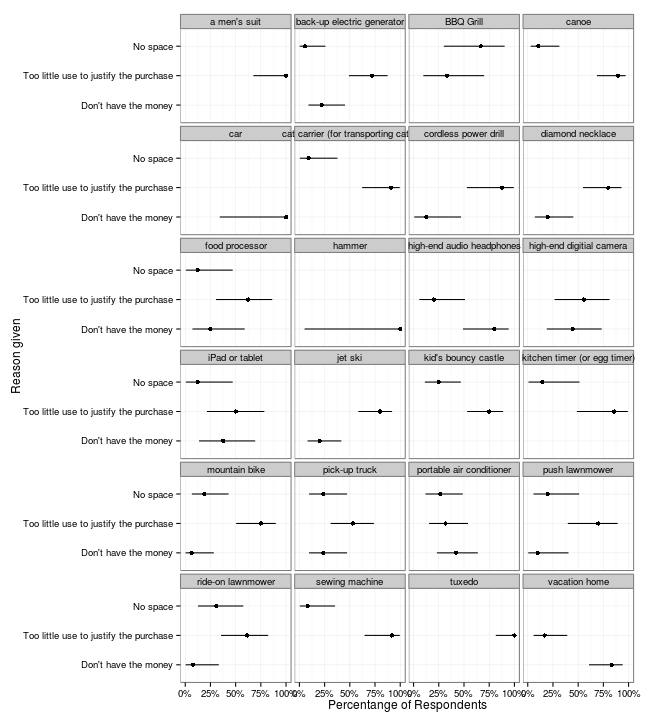 a men's suit
back-up electric generator
BBQ Grill
canoe
No space
Too little use to justify the purchase
Don't have the money
car
cat carrier (for transporting cat
cordless power drill
diamond necklace
No space
Too little use to justify the purchase
Don't have the money
food processor
hammer
high-end audio headphones
high-end digitial camera
No space
Too little use to justify the purchase
Don't have the money
Reason given
iPad or tablet
jet ski
kid's bouncy castle
kitchen timer (or egg timer)
No space
Too little use to justify the purchase
Don't have the money
mountain bike
pick-up truck
portable air conditioner
push lawnmower
No space
Too little use to justify the purchase
Don't have the money
ride-on lawnmower
sewing machine
tuxedo
vacation home
No space
Too little use to justify the purchase
Don't have the money
0% 25% 50% 75% 100% 0% 25% 50% 75% 100% 0% 25% 50% 75% 100% 0% 25% 50% 75% 100%
Percentange of Respondents